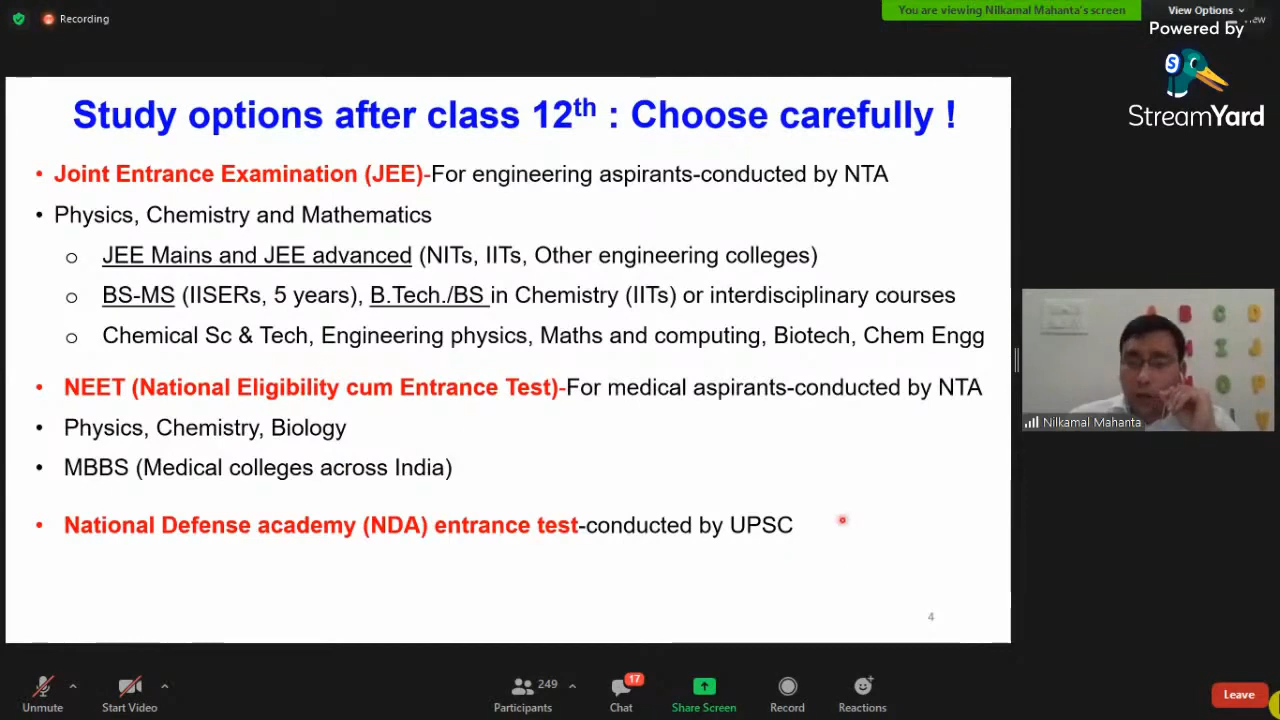 Recording
You are viewing Nilkamal Mahanta's screen
View Options
View
Powered by
S
StreamYard
Study options after class 12th : Choose carefully !
• Joint Entrance Examination (JEE)-For engineering aspirants-conducted by NTA
• Physics, Chemistry and Mathematics
o JEE Mains and JEE advanced (NITs, IITs, Other engineering colleges)
o BS-MS (IISERs, 5 years), B.Tech./BS in Chemistry (IITs) or interdisciplinary courses
o Chemical Sc & Tech, Engineering physics, Maths and computing, Biotech, Chem Engg
• NEET (National Eligibility cum Entrance Test)-For medical aspirants-conducted by NTA
• Physics, Chemistry, Biology
• MBBS (Medical colleges across India)
• National Defense academy (NDA) entrance test-conducted by UPSC
4
A B C D
I J
O P
Nilkamal Mahanta
Unmute
Start Video
249
Participants
17
Chat
Share Screen
Record
Reactions
Leave